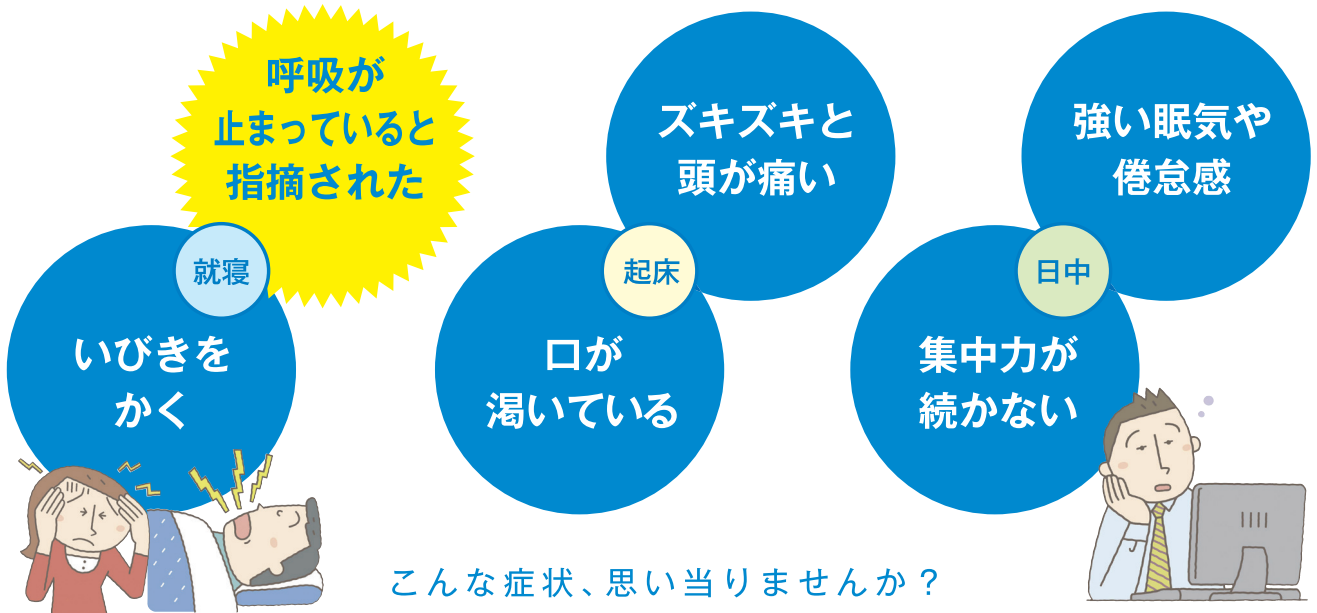 呼吸が
止まっていると
指摘された
就寝
いびきを
かく
ズキズキと
頭が痛い
起床
口が
渇いている
強い眠気や
倦怠感
日中
集中力が
続かない
こんな症状、思い当りませんか？